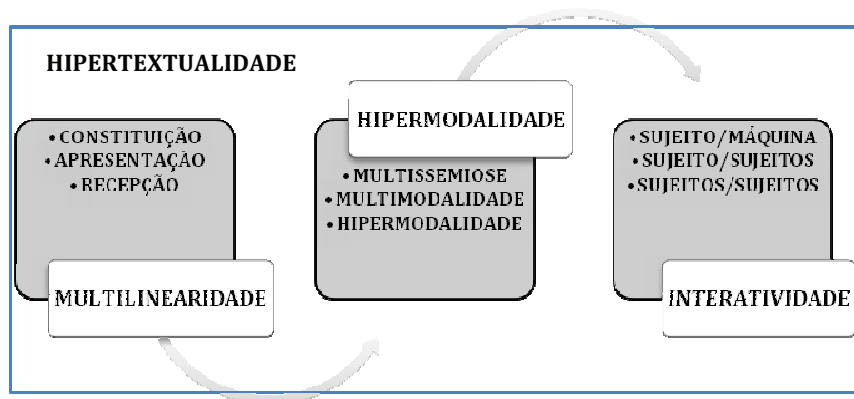 HIPERTEXTUALIDADE
• CONSTITUIÇÃO
• APRESENTAÇÃO
• RECEPÇÃO
MULTILINEARIDADE
HIPERMODALIDADE
• MULTISSEMIOSE
• MULTIMODALIDADE
• HIPERMODALIDADE
• SUJEITO/MÁQUINA
• SUJEITO/SUJEITOS
• SUJEITOS/SUJEITOS
INTERATIVIDADE